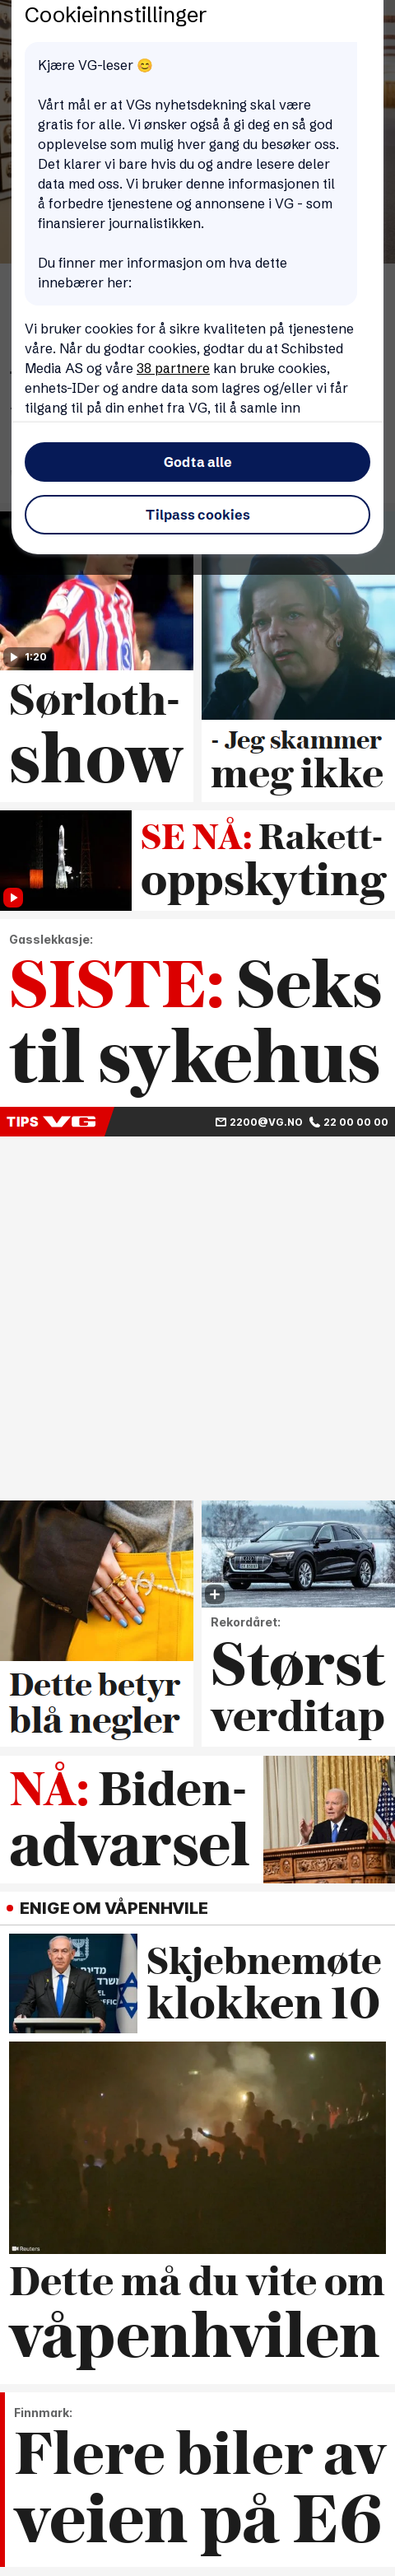 Cookieinnstillinger
Kjære VG-leser 😊
Vårt mål er at VGs nyhetsdekning skal være
gratis for alle. Vi ønsker også å gi deg en så god
opplevelse som mulig hver gang du besøker oss.
Det klarer vi bare hvis du og andre lesere deler
data med oss. Vi bruker denne informasjonen til
å forbedre tjenestene og annonsene i VG - som
finansierer journalistikken.
Du finner mer informasjon om hva dette
innebærer her:
Vi bruker cookies for å sikre kvaliteten på tjenestene
våre. Når du godtar cookies, godtar du at Schibsted
Media AS og våre 38 partnere kan bruke cookies,
enhets-IDer og andre data som lagres og/eller vi får
tilgang til på din enhet fra VG, til å samle inn
Godta alle
Tilpass cookies
1:20
Sørloth-
show
- Jeg skammer
meg ikke
SE NÅ: Rakett-
oppskyting
Gasslekkasje:
SISTE: Seks
til sykehus
TIPS VG 2200@VG.NO 22 00 00 00
Dette betyr
blå negler
Rekordåret:
Størst
verditap
NÅ: Biden-
advarsel
ENIGE OM VÅPENHVILE
Skjebnemøte
klokken 10
Reuters
Dette må du vite om
våpenhvilen
Finnmark:
Flere biler av
veien på E6